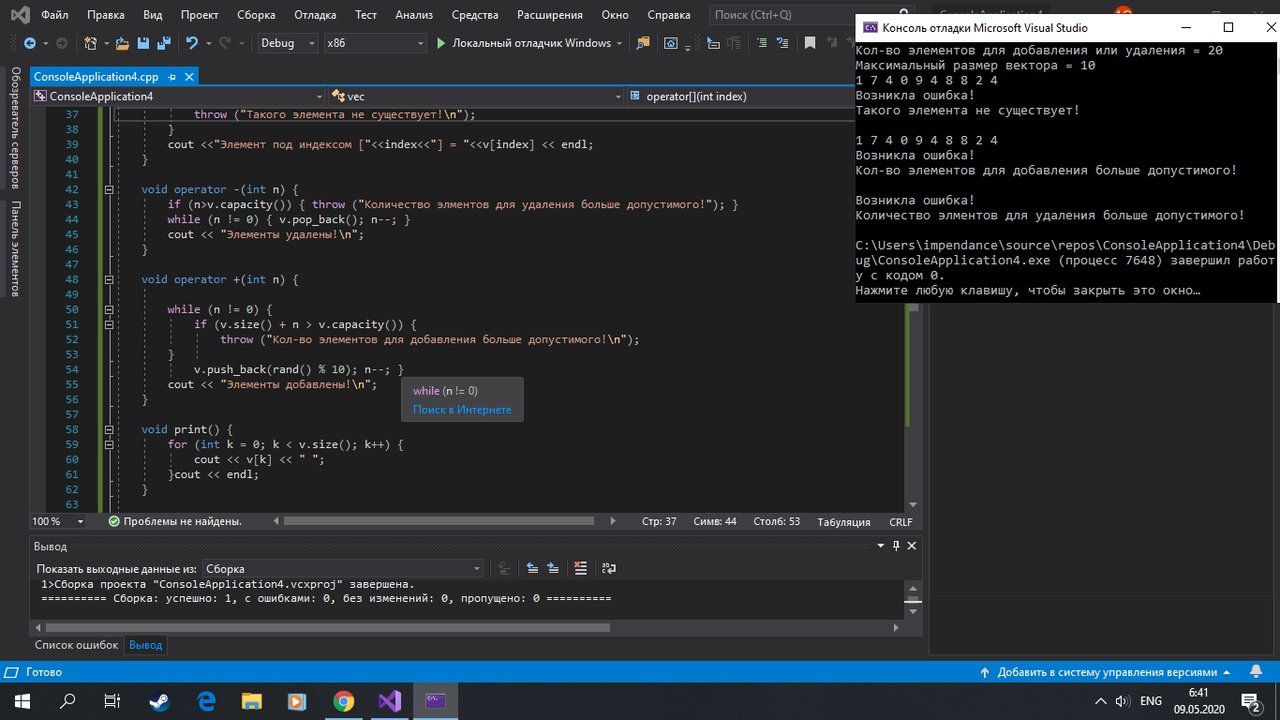 Файл Правка Вид Проект Сборка Отладка Тест Анализ Средства Расширения Окно Справка Поиск (Ctrl+Q)
Debug x86 Локальный отладчик Windows
ConsoleApplication4.cpp
ConsoleApplication4 vec operator[](int index)
Обозреватель серверов
Панель элементов
37 throw ("Такого элемента не существует!\n");
38 }
39 cout <<"Элемент под индексом ["<<index<<"] = "<<v[index] << endl;
40 }
41
42 void operator -(int n) {
43 if (n>v.capacity()) { throw ("Количество элментов для удаления больше допустимого!"); }
44 while (n != 0) { v.pop_back(); n--; }
45 cout << "Элементы удалены!\n";
46 }
47
48 void operator +(int n) {
49
50 while (n != 0) {
51 if (v.size() + n > v.capacity()) {
52 throw ("Кол-во элементов для добавления больше допустимого!\n");
53 }
54 v.push_back(rand() % 10); n--; }
55 cout << "Элементы добавлены!\n";
56 }
57
58 void print() {
59 for (int k = 0; k < v.size(); k++) {
60 cout << v[k] << " ";
61 }cout << endl;
62 }
63
while (n != 0)
Поиск в Интернете
100 % Проблемы не найдены. Стр: 37 Симв: 44 Столб: 53 Табуляция CRLF
Вывод
Показать выходные данные из: Сборка
1>Сборка проекта "ConsoleApplication4.vcxproj" завершена.
========== Сборка: успешно: 1, с ошибками: 0, без изменений: 0, пропущено: 0 ==========
Список ошибок Вывод
Готово Добавить в систему управления версиями
Консоль отладки Microsoft Visual Studio
Кол-во элементов для добавления или удаления = 20
Максимальный размер вектора = 10
1 7 4 0 9 4 8 8 2 4
Возникла ошибка!
Такого элемента не существует!
1 7 4 0 9 4 8 8 2 4
Возникла ошибка!
Кол-во элементов для добавления больше допустимого!
Возникла ошибка!
Количество элментов для удаления больше допустимого!
C:\Users\impendance\source\repos\ConsoleApplication4\Deb
ug\ConsoleApplication4.exe (процесс 7648) завершил работ
у с кодом 0.
Нажмите любую клавишу, чтобы закрыть это окно…
ENG
6:41
09.05.2020
2